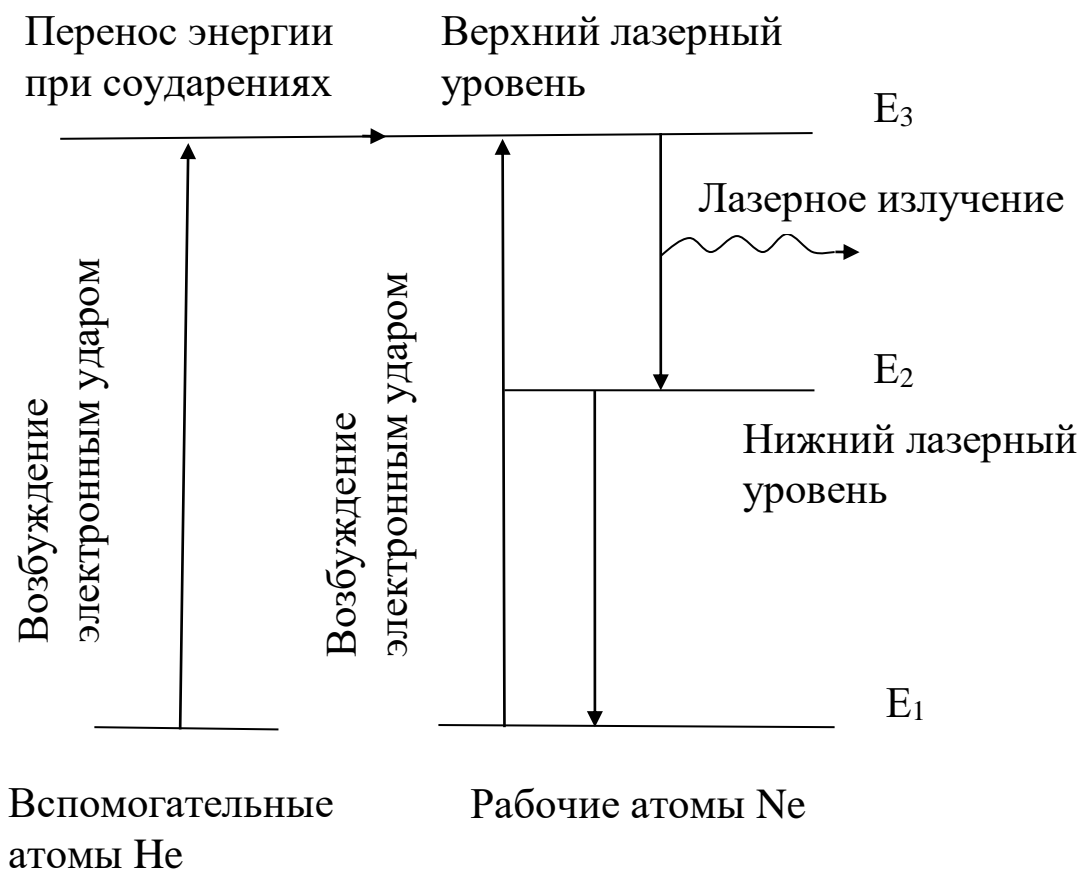 Перенос энергии
при соударениях
Верхний лазерный
уровень
E₃
Лазерное излучение
Возбуждение
электронным ударом
Возбуждение
электронным ударом
E₂
Нижний лазерный
уровень
E₁
Вспомогательные
атомы He
Рабочие атомы Ne